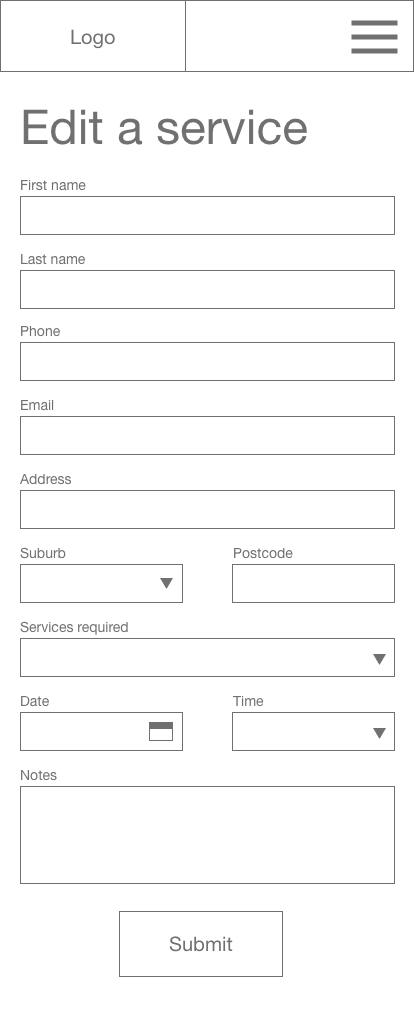 Logo
Edit a service
First name
Last name
Phone
Email
Address
Suburb Postcode
Services required
Date Time
Notes
Submit